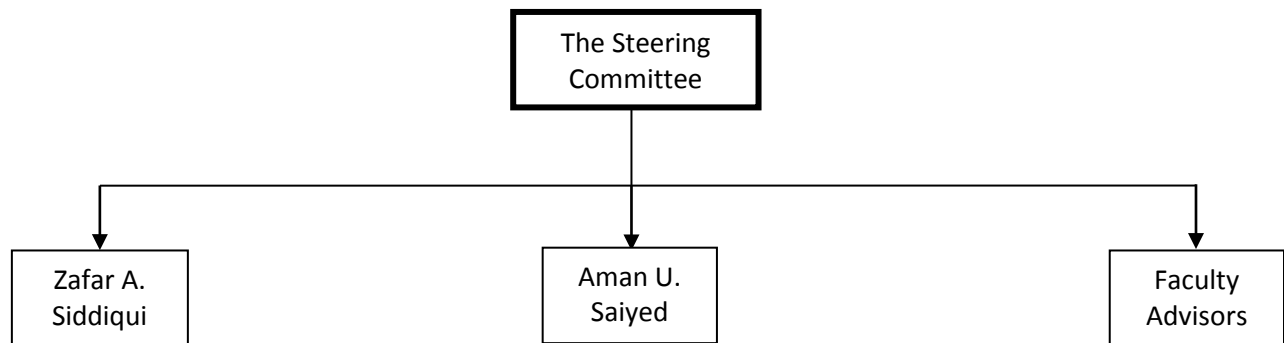 The Steering
Committee
Zafar A.
Siddiqui
Aman U.
Saiyed
Faculty
Advisors